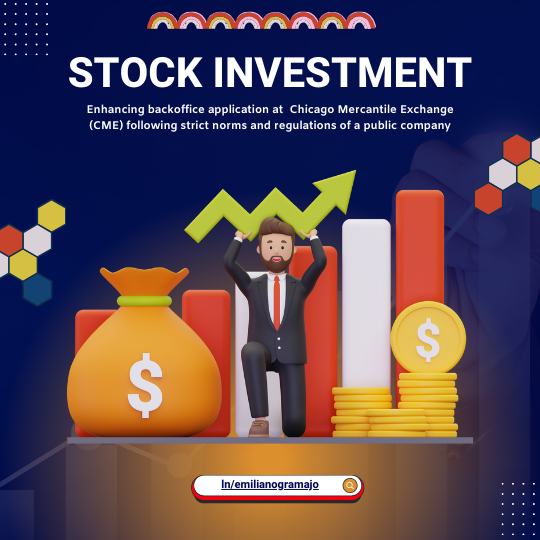 STOCK INVESTMENT
Enhancing backoffice application at Chicago Mercantile Exchange
(CME) following strict norms and regulations of a public company
$
$
In/emilianogramajo